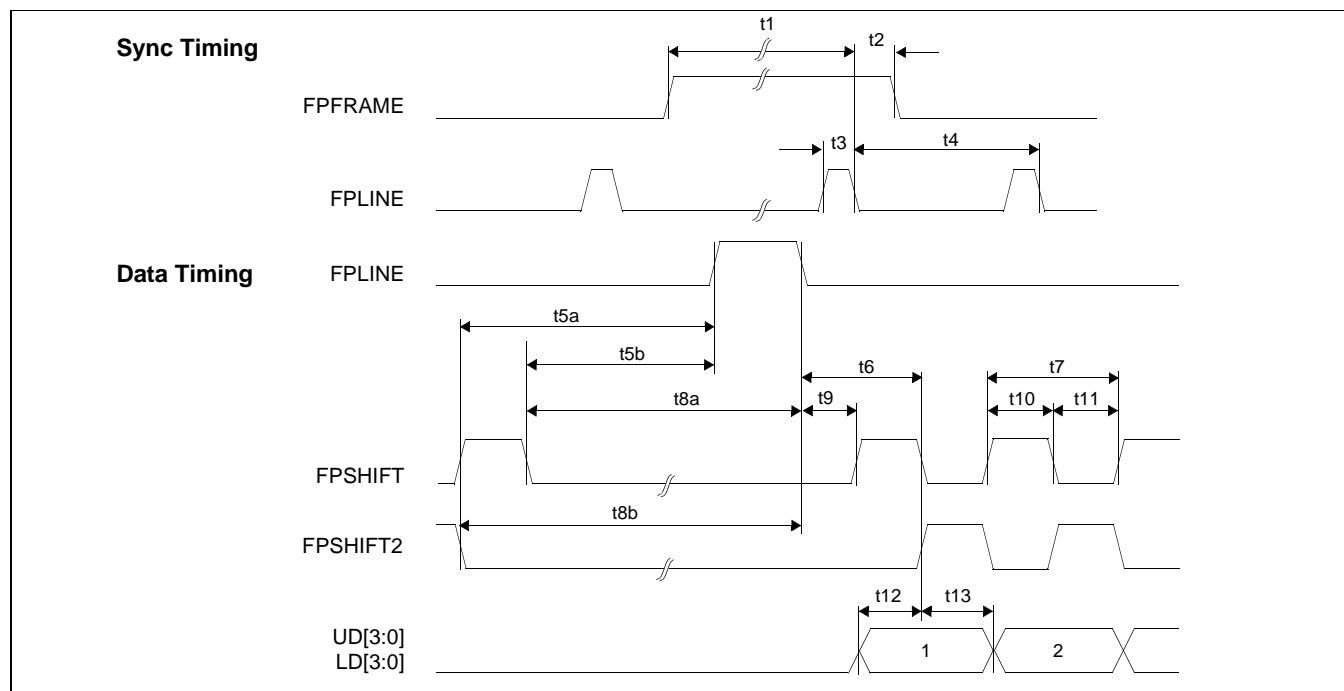 Sync Timing
t1
t2
FPFRAME
t3
t4
FPLINE
Data Timing
FPLINE
t5a
t5b
t6
t7
t8a
t9
t10
t11
FPSHIFT
t8b
FPSHIFT2
t12
t13
UD[3:0]
LD[3:0]
1
2